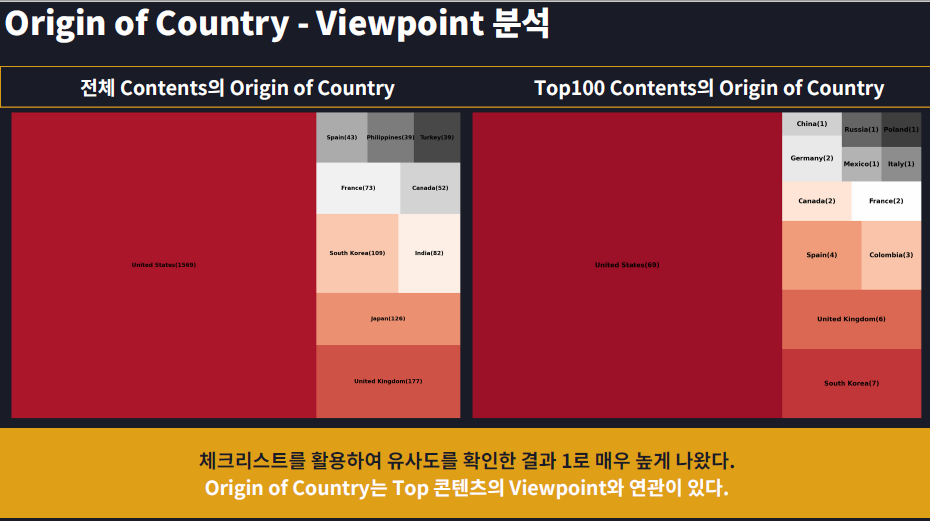 Origin of Country - Viewpoint 분석
전체 Contents의 Origin of Country
Top100 Contents의 Origin of Country
Spain(43)
Philippines(39)
Turkey(39)
France(73)
Canada(52)
South Korea(109)
India(82)
United States(1569)
Japan(126)
United Kingdom(177)
China(1)
Russia(1)
Poland(1)
Germany(2)
Mexico(1)
Italy(1)
Canada(2)
France(2)
Spain(4)
Colombia(3)
United States(69)
United Kingdom(6)
South Korea(7)
체크리스트를 활용하여 유사도를 확인한 결과 1로 매우 높게 나왔다.
Origin of Country는 Top 콘텐츠의 Viewpoint와 연관이 있다.